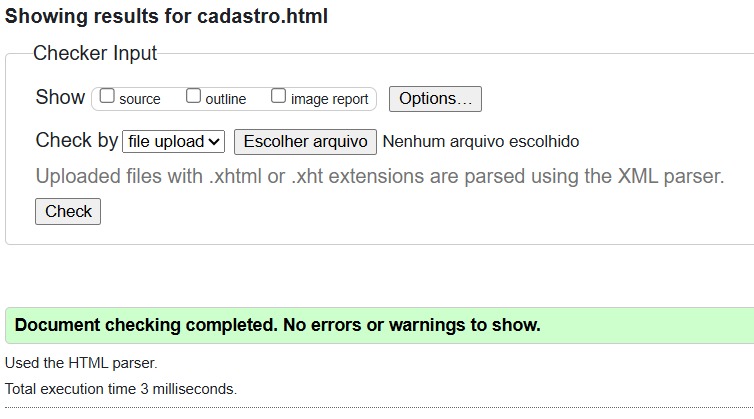 Showing results for cadastro.html
Checker Input
Show source outline image report Options...
Check by file upload Escolher arquivo Nenhum arquivo escolhido
Uploaded files with .xhtml or .xht extensions are parsed using the XML parser.
Check
Document checking completed. No errors or warnings to show.
Used the HTML parser.
Total execution time 3 milliseconds.